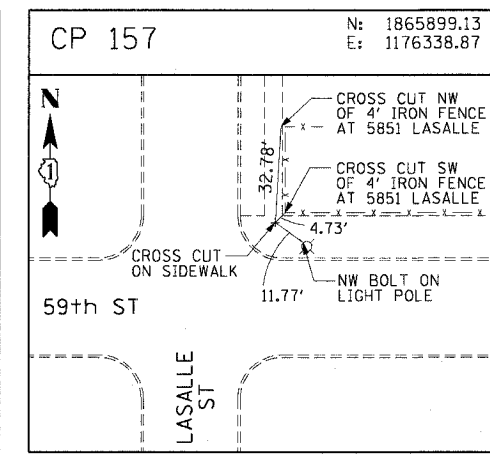 CP 157
N: 1865899.13
E: 1176338.87
N
1
CROSS CUT NW
OF 4' IRON FENCE
AT 5851 LASALLE
32.78'
CROSS CUT SW
OF 4' IRON FENCE
AT 5851 LASALLE
4.73'
CROSS CUT
ON SIDEWALK
11.77'
NW BOLT ON
LIGHT POLE
59th ST
LASALLE
ST